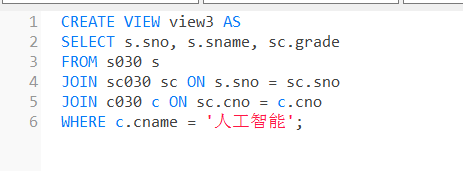 1 CREATE VIEW view3 AS
2 SELECT s.sno, s.sname, sc.grade
3 FROM s030 s
4 JOIN sc030 sc ON s.sno = sc.sno
5 JOIN c030 c ON sc.cno = c.cno
6 WHERE c.cname = '人工智能';